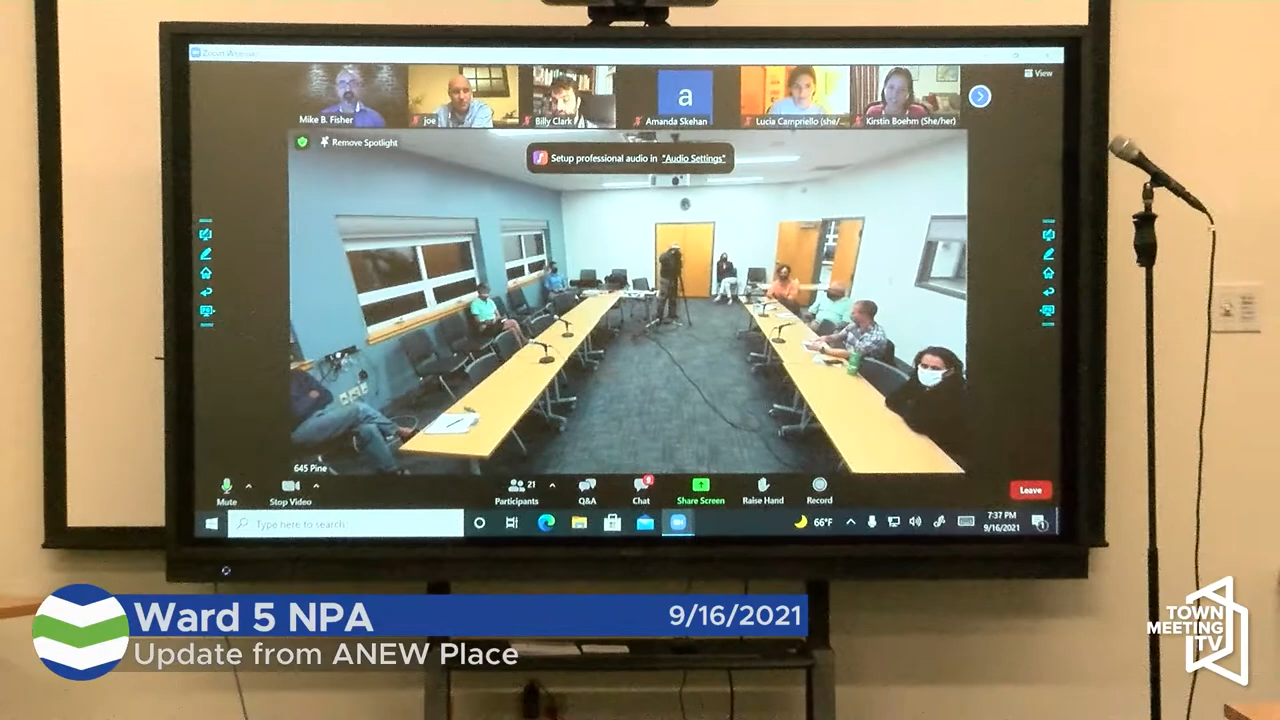 Zoom Webinar
View
Mike B. Fisher
joe
Billy Clark
a
Amanda Skehan
Lucia Campriello (she/...
Kirstin Boehm (She/her)
Remove Spotlight
Setup professional audio in "Audio Settings"
645 Pine
Mute
Stop Video
21
Participants
Q&A
Chat
Share Screen
Raise Hand
Record
Leave
Type here to search
66°F
7:37 PM
9/16/2021
Ward 5 NPA
9/16/2021
Update from ANEW Place
TOWN
MEETING
TV